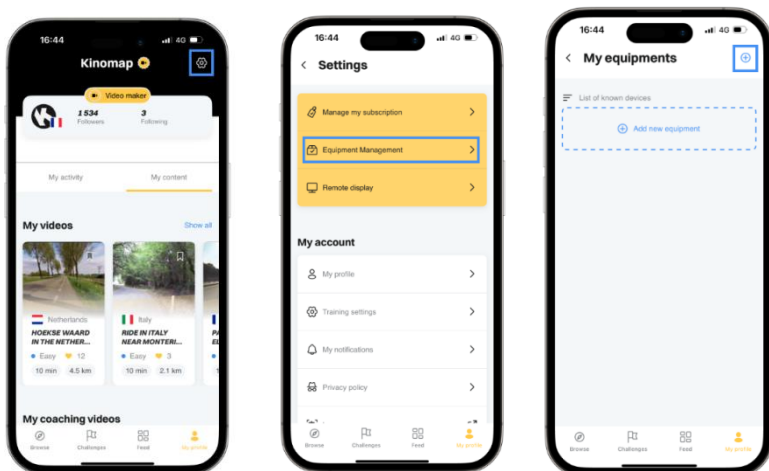 16:44
4G
Kinomap
Video maker
1 534
Followers
3
Following
My activity
My content
My videos
Show all
Netherlands
HOEKSE WAARD
IN THE NETHER...
Easy
12
10 min
4.5 km
Italy
RIDE IN ITALY
NEAR MONTERI...
Easy
3
10 min
2.1 km
My coaching videos
Browse
Challenges
Feed
My profile
16:44
4G
Settings
Manage my subscription
Equipment Management
Remote display
My account
My profile
Training settings
My notifications
Privacy policy
Browse
Challenges
Feed
My profile
16:44
4G
My equipments
List of known devices
Add new equipment
Browse
Challenges
Feed
My profile